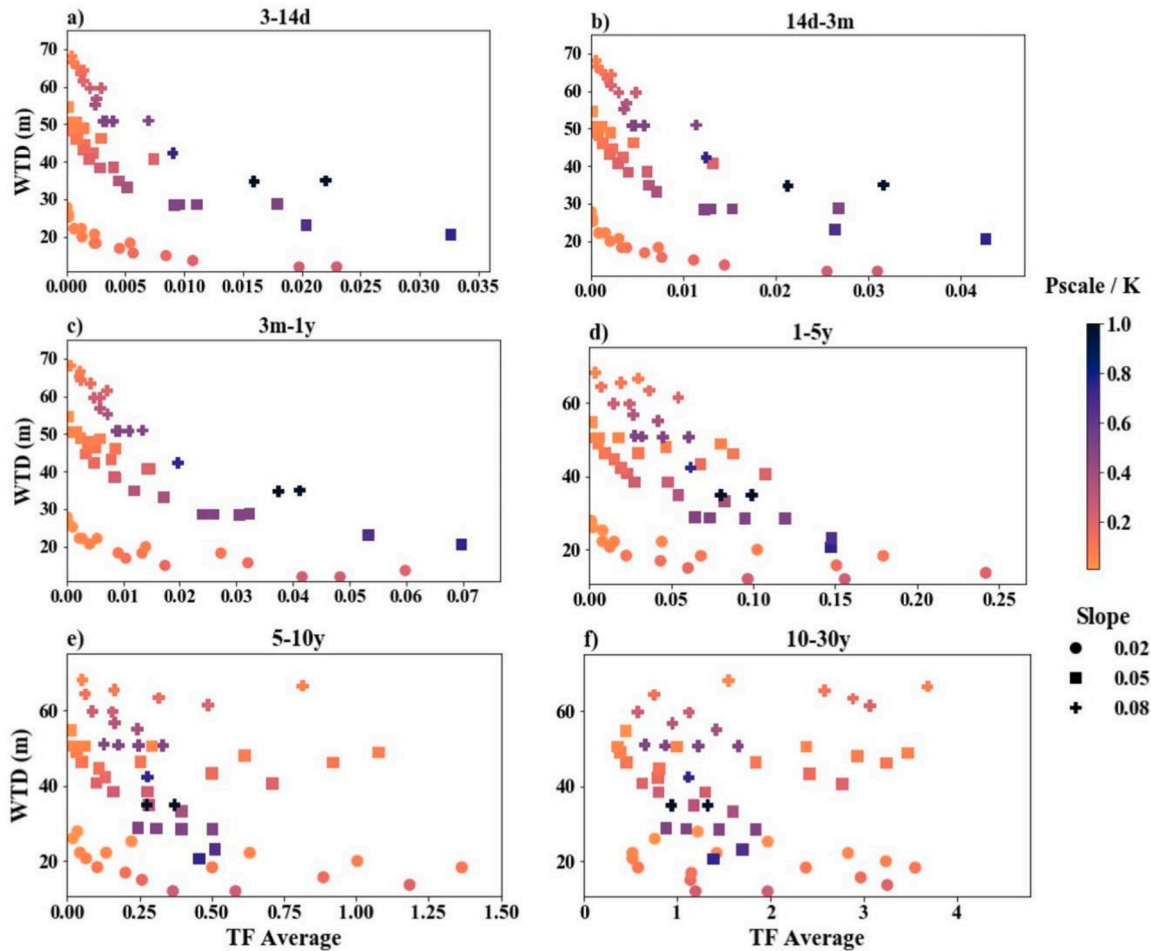 a) 3-14d
b) 14d-3m
WTD (m)
70
60
50
40
30
20
0.000 0.005 0.010 0.015 0.020 0.025 0.030 0.035
70
60
50
40
30
20
0.00 0.01 0.02 0.03 0.04
c) 3m-1y
d) 1-5y
WTD (m)
70
60
50
40
30
20
0.00 0.01 0.02 0.03 0.04 0.05 0.06 0.07
60
40
20
0.00 0.05 0.10 0.15 0.20 0.25
e) 5-10y
f) 10-30y
WTD (m)
60
40
20
0.00 0.25 0.50 0.75 1.00 1.25 1.50
TF Average
60
40
20
0 1 2 3 4
TF Average
Pscale / K
1.0
0.8
0.6
0.4
0.2
Slope
0.02
0.05
0.08